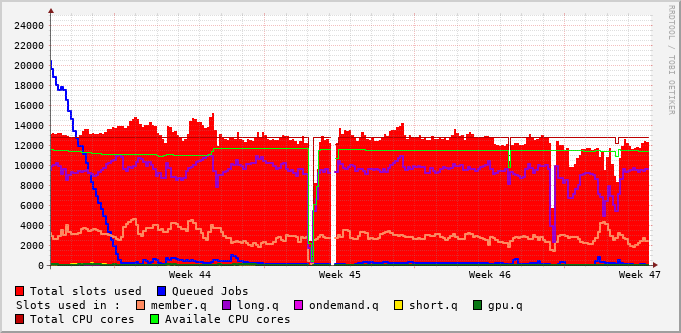 RRDTOOL / TOBI OETIKER
24000
22000
20000
18000
16000
14000
12000
10000
8000
6000
4000
2000
0
Week 44 Week 45 Week 46 Week 47
Total slots used Queued Jobs
Slots used in : member.q long.q ondemand.q short.q gpu.q
Total CPU cores Availale CPU cores